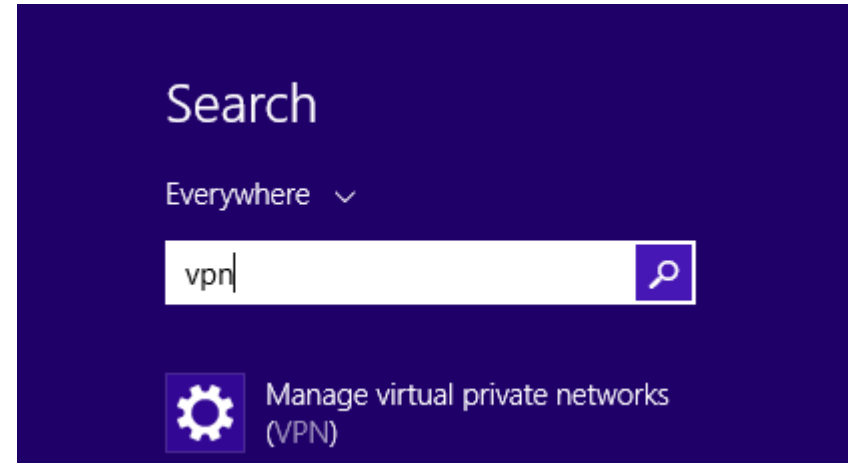 Search
Everywhere
vpn
Manage virtual private networks
(VPN)